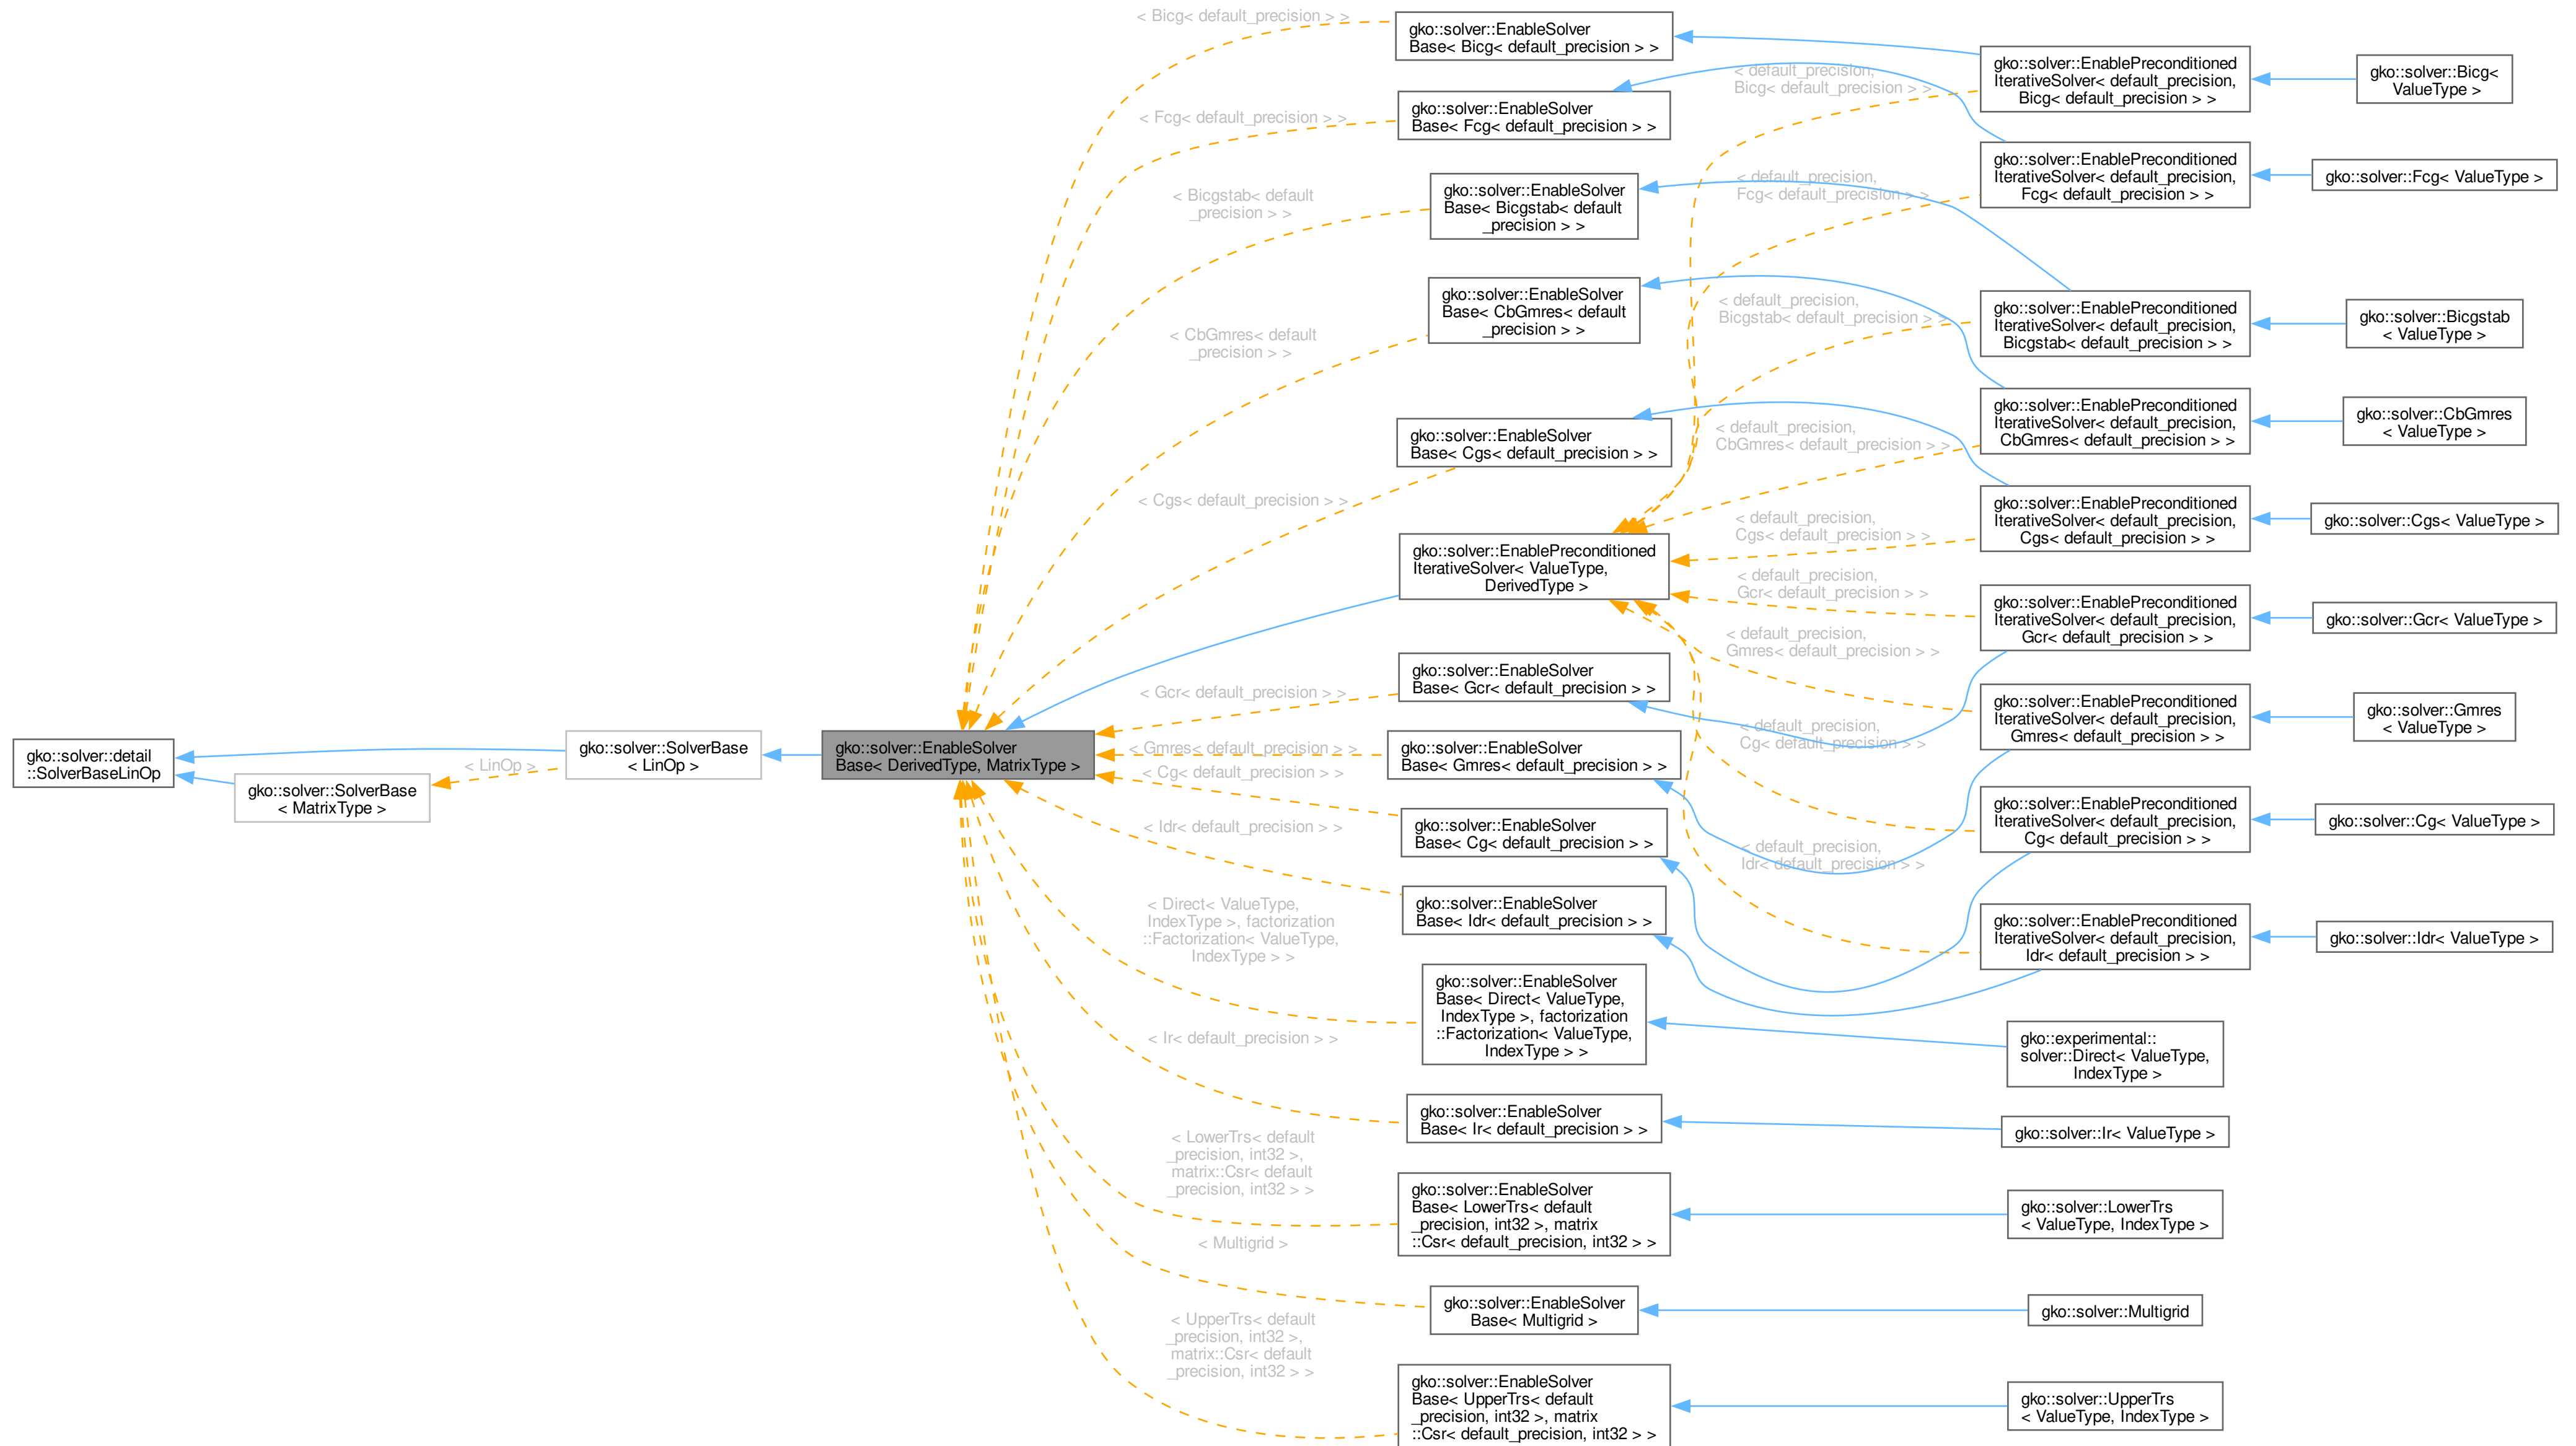 gko::solver::detail
::SolverBaseLinOp
gko::solver::SolverBase
< MatrixType >
< LinOp >
gko::solver::SolverBase
< LinOp >
gko::solver::EnableSolver
Base< DerivedType, MatrixType >
< Bicg< default_precision > >
< Fcg< default_precision > >
< Bicgstab< default
_precision > >
< CbGmres< default
_precision > >
< Cgs< default_precision > >
< Gcr< default_precision > >
< Gmres< default_precision > >
< Cg< default_precision > >
< Idr< default_precision > >
< Direct< ValueType,
IndexType >, factorization
::Factorization< ValueType,
IndexType > >
< Ir< default_precision > >
< LowerTrs< default
_precision, int32 >,
matrix::Csr< default
_precision, int32 > >
< Multigrid >
< UpperTrs< default
_precision, int32 >,
matrix::Csr< default
_precision, int32 > >
gko::solver::EnableSolver
Base< Bicg< default_precision > >
gko::solver::EnableSolver
Base< Fcg< default_precision > >
gko::solver::EnableSolver
Base< Bicgstab< default
_precision > >
gko::solver::EnableSolver
Base< CbGmres< default
_precision > >
gko::solver::EnableSolver
Base< Cgs< default_precision > >
gko::solver::EnablePreconditioned
IterativeSolver< ValueType,
DerivedType >
gko::solver::EnableSolver
Base< Gcr< default_precision > >
gko::solver::EnableSolver
Base< Gmres< default_precision > >
gko::solver::EnableSolver
Base< Cg< default_precision > >
gko::solver::EnableSolver
Base< Idr< default_precision > >
gko::solver::EnableSolver
Base< Direct< ValueType,
IndexType >, factorization
::Factorization< ValueType,
IndexType > >
gko::solver::EnableSolver
Base< Ir< default_precision > >
gko::solver::EnableSolver
Base< LowerTrs< default
_precision, int32 >, matrix
::Csr< default_precision, int32 > >
gko::solver::EnableSolver
Base< Multigrid >
gko::solver::EnableSolver
Base< UpperTrs< default
_precision, int32 >, matrix
::Csr< default_precision, int32 > >
< default_precision,
Bicg< default_precision > >
< default_precision,
Fcg< default_precision > >
< default_precision,
Bicgstab< default_precision > >
< default_precision,
CbGmres< default_precision > >
< default_precision,
Cgs< default_precision > >
< default_precision,
Gcr< default_precision > >
< default_precision,
Gmres< default_precision > >
< default_precision,
Cg< default_precision > >
< default_precision,
Idr< default_precision > >
gko::solver::EnablePreconditioned
IterativeSolver< default_precision,
Bicg< default_precision > >
gko::solver::EnablePreconditioned
IterativeSolver< default_precision,
Fcg< default_precision > >
gko::solver::EnablePreconditioned
IterativeSolver< default_precision,
Bicgstab< default_precision > >
gko::solver::EnablePreconditioned
IterativeSolver< default_precision,
CbGmres< default_precision > >
gko::solver::EnablePreconditioned
IterativeSolver< default_precision,
Cgs< default_precision > >
gko::solver::EnablePreconditioned
IterativeSolver< default_precision,
Gcr< default_precision > >
gko::solver::EnablePreconditioned
IterativeSolver< default_precision,
Gmres< default_precision > >
gko::solver::EnablePreconditioned
IterativeSolver< default_precision,
Cg< default_precision > >
gko::solver::EnablePreconditioned
IterativeSolver< default_precision,
Idr< default_precision > >
gko::experimental::
solver::Direct< ValueType,
IndexType >
gko::solver::Ir< ValueType >
gko::solver::LowerTrs
< ValueType, IndexType >
gko::solver::Multigrid
gko::solver::UpperTrs
< ValueType, IndexType >
gko::solver::Bicg<
ValueType >
gko::solver::Fcg< ValueType >
gko::solver::Bicgstab
< ValueType >
gko::solver::CbGmres
< ValueType >
gko::solver::Cgs< ValueType >
gko::solver::Gcr< ValueType >
gko::solver::Gmres
< ValueType >
gko::solver::Cg< ValueType >
gko::solver::Idr< ValueType >